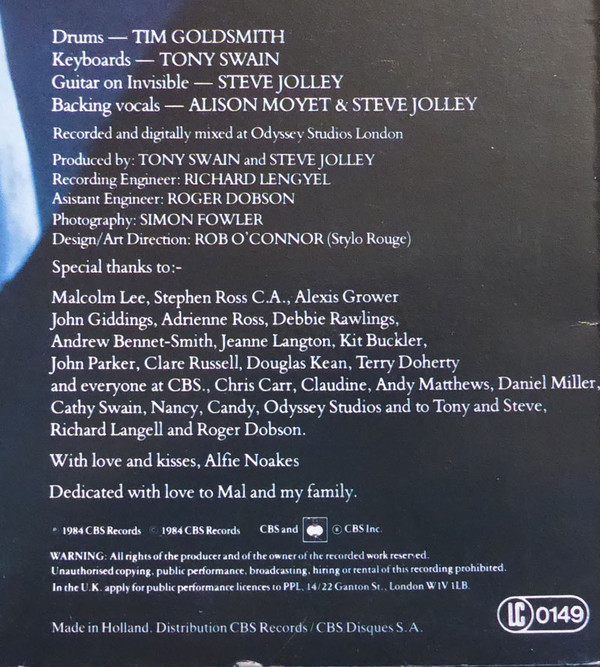 Drums — TIM GOLDSMITH
Keyboards — TONY SWAIN
Guitar on Invisible — STEVE JOLLEY
Backing vocals — ALISON MOYET & STEVE JOLLEY
Recorded and digitally mixed at Odyssey Studios London
Produced by: TONY SWAIN and STEVE JOLLEY
Recording Engineer: RICHARD LENGYEL
Asistant Engineer: ROGER DOBSON
Photography: SIMON FOWLER
Design/Art Direction: ROB O'CONNOR (Stylo Rouge)
Special thanks to:-
Malcolm Lee, Stephen Ross C.A., Alexis Grower
John Giddings, Adrienne Ross, Debbie Rawlings,
Andrew Bennet-Smith, Jeanne Langton, Kit Buckler,
John Parker, Clare Russell, Douglas Kean, Terry Doherty
and everyone at CBS., Chris Carr, Claudine, Andy Matthews, Daniel Miller,
Cathy Swain, Nancy, Candy, Odyssey Studios and to Tony and Steve,
Richard Langell and Roger Dobson.
With love and kisses, Alfie Noakes
Dedicated with love to Mal and my family.
℗ 1984 CBS Records © 1984 CBS Records CBS and ® CBS Inc.
WARNING: All rights of the producer and of the owner of the recorded work reserved.
Unauthorised copying, public performance, broadcasting, hiring or rental of this recording prohibited.
In the U.K. apply for public performance licences to PPL, 14/22 Ganton St., London W1V 1LB.
LC 0149
Made in Holland. Distribution CBS Records / CBS Disques S.A.